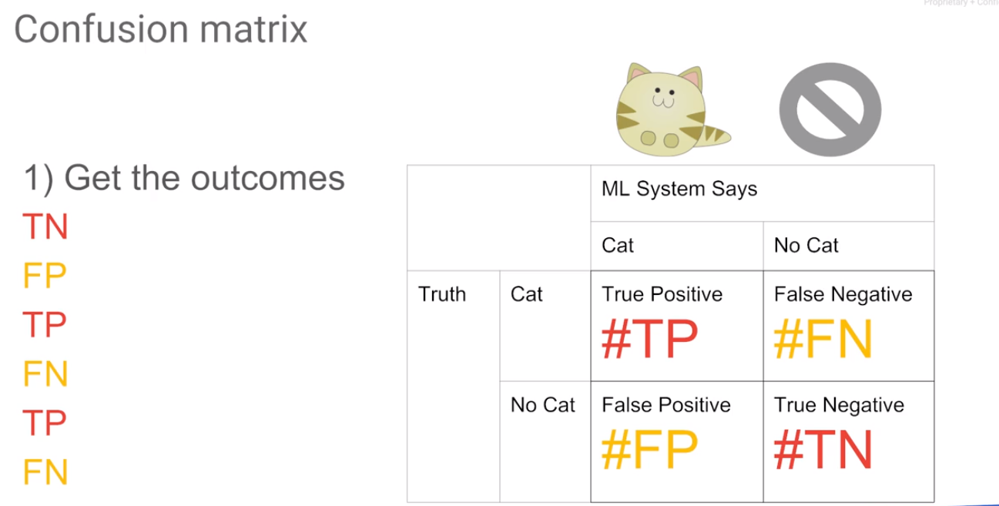 Proprietary + Confi
Confusion matrix
1) Get the outcomes
TN
FP
TP
FN
TP
FN
ML System Says
Cat
No Cat
Truth
Cat
True Positive
#TP
False Negative
#FN
No Cat
False Positive
#FP
True Negative
#TN